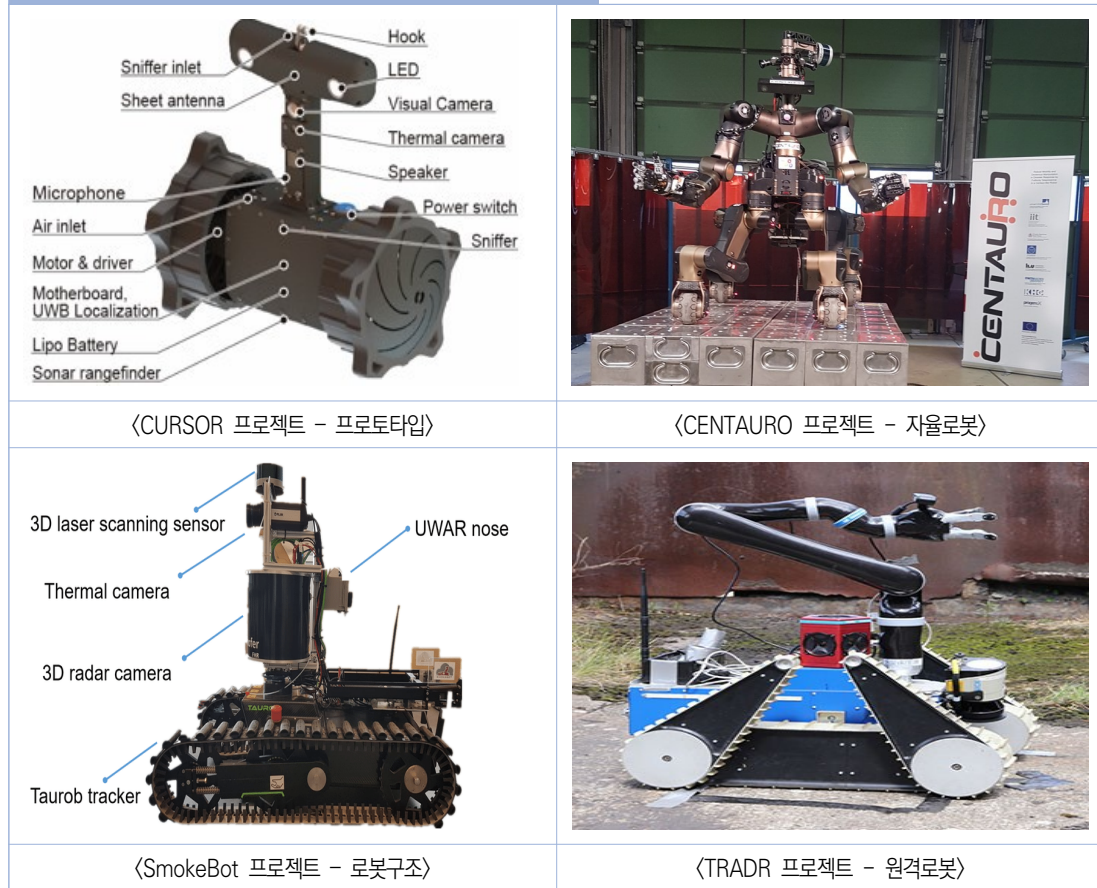 Hook
Sniffer inlet
LED
Sheet antenna
Visual Camera
Thermal camera
Speaker
Microphone
Power switch
Air inlet
Sniffer
Motor & driver
Motherboard,
UWB Localization
Lipo Battery
Sonar rangefinder
CENTAURO
iit
KHG
〈CURSOR 프로젝트 - 프로토타입〉
〈CENTAURO 프로젝트 - 자율로봇〉
3D laser scanning sensor
UWAR nose
Thermal camera
3D radar camera
TAURO
Taurob tracker
〈SmokeBot 프로젝트 - 로봇구조〉
〈TRADR 프로젝트 - 원격로봇〉